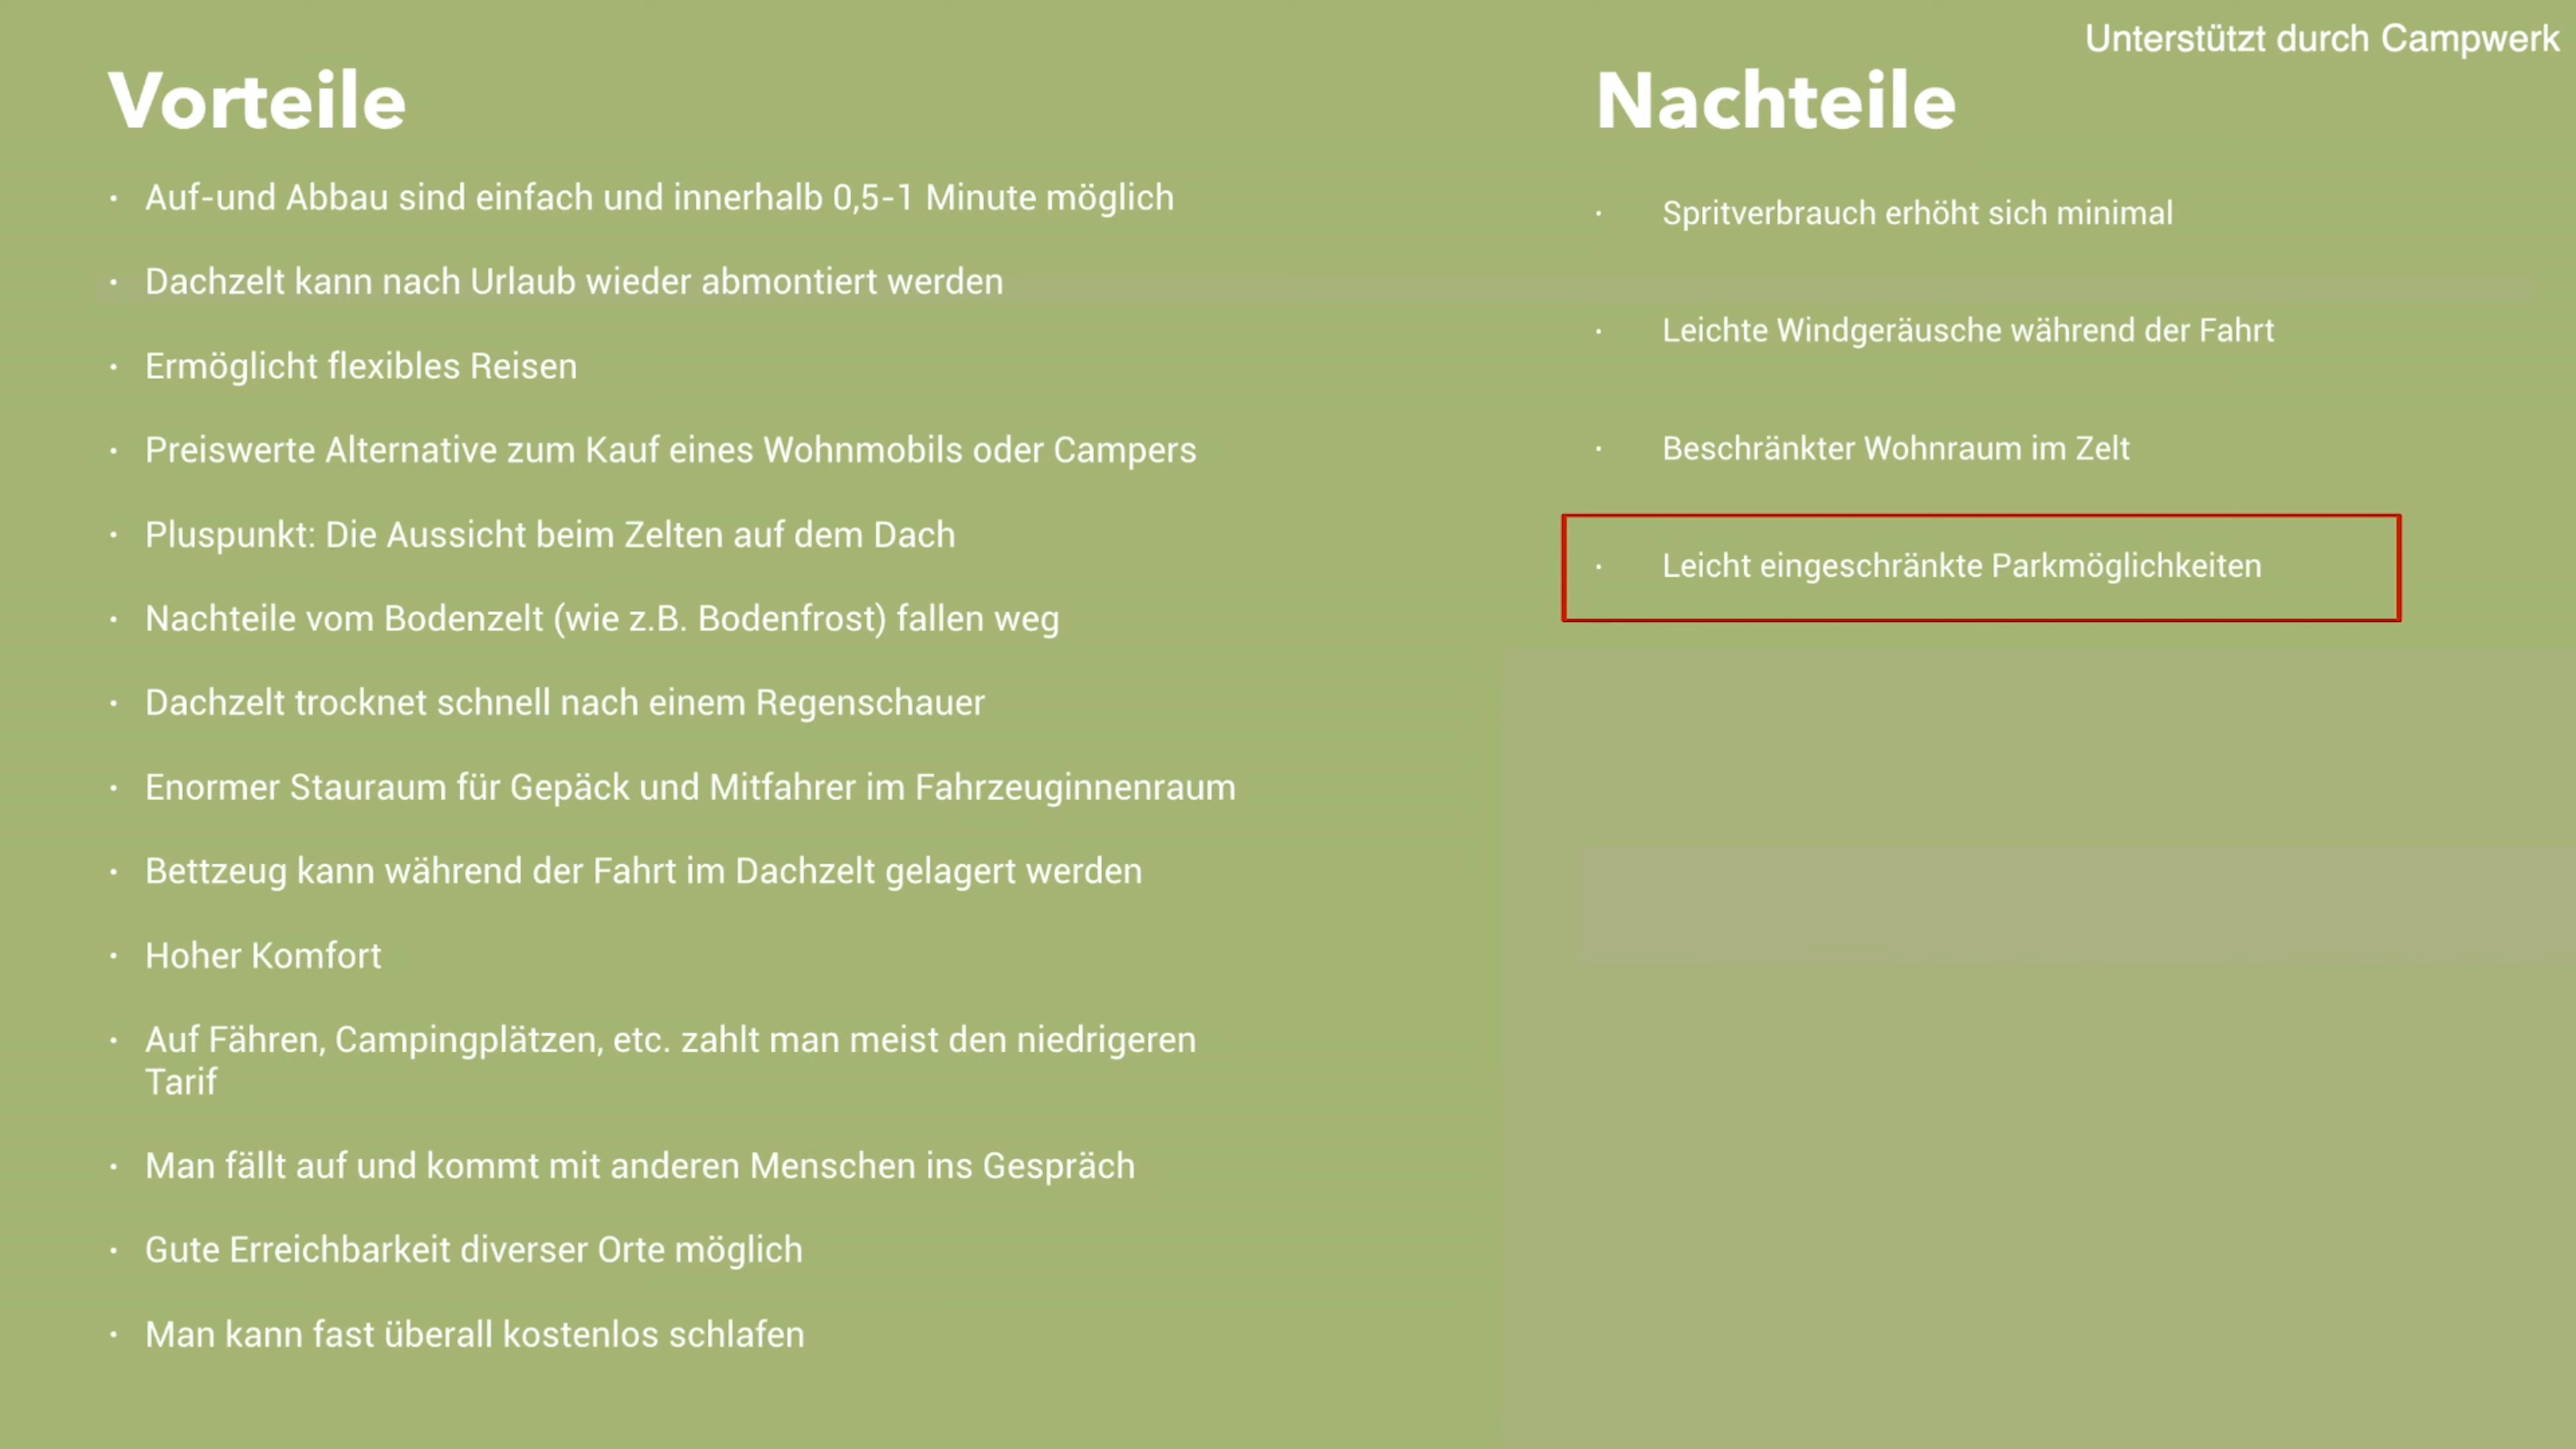 Unterstützt durch Campwerk
Vorteile
· Auf-und Abbau sind einfach und innerhalb 0,5-1 Minute möglich
· Dachzelt kann nach Urlaub wieder abmontiert werden
· Ermöglicht flexibles Reisen
· Preiswerte Alternative zum Kauf eines Wohnmobils oder Campers
· Pluspunkt: Die Aussicht beim Zelten auf dem Dach
· Nachteile vom Bodenzelt (wie z.B. Bodenfrost) fallen weg
· Dachzelt trocknet schnell nach einem Regenschauer
· Enormer Stauraum für Gepäck und Mitfahrer im Fahrzeuginnenraum
· Bettzeug kann während der Fahrt im Dachzelt gelagert werden
· Hoher Komfort
· Auf Fähren, Campingplätzen, etc. zahlt man meist den niedrigeren
Tarif
· Man fällt auf und kommt mit anderen Menschen ins Gespräch
· Gute Erreichbarkeit diverser Orte möglich
· Man kann fast überall kostenlos schlafen
Nachteile
· Spritverbrauch erhöht sich minimal
· Leichte Windgeräusche während der Fahrt
· Beschränkter Wohnraum im Zelt
· Leicht eingeschränkte Parkmöglichkeiten